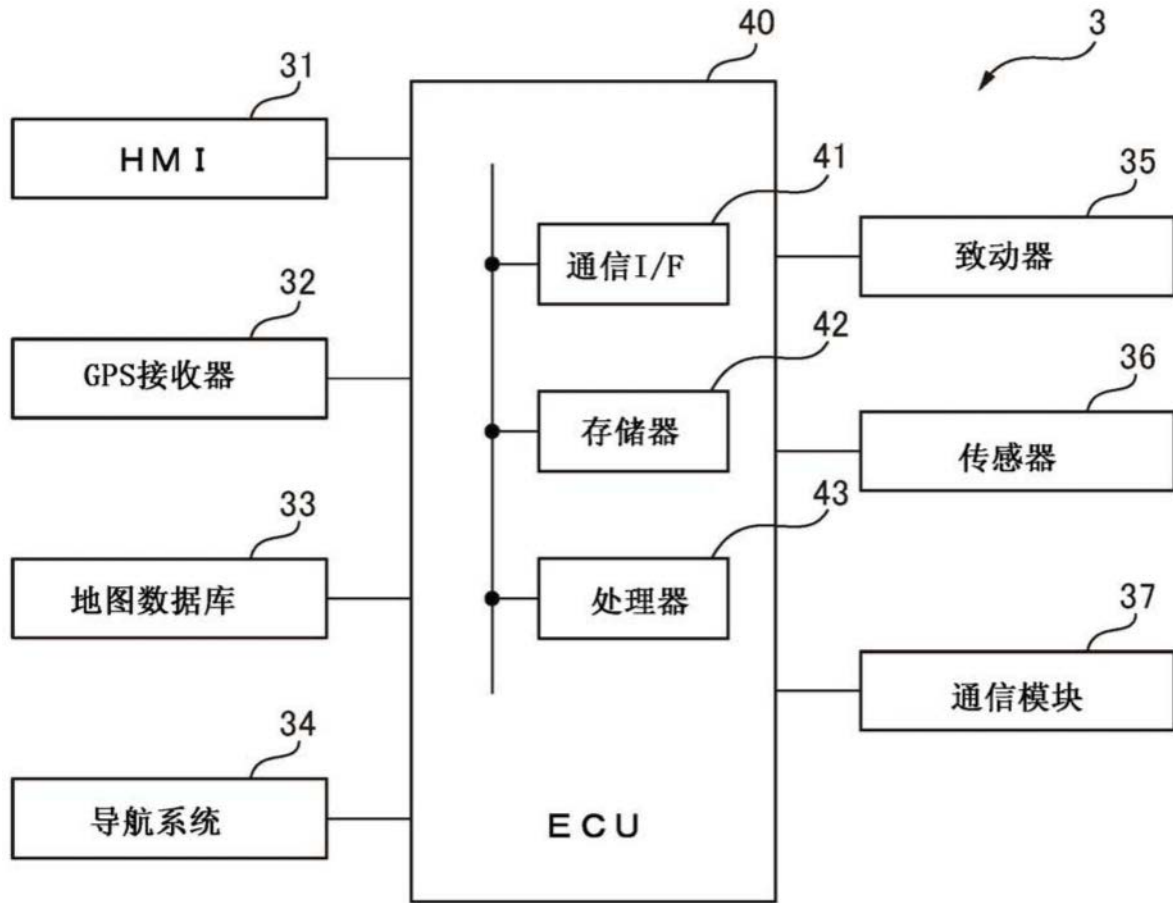 40
3
31
HMI
41
35
通信I/F
致动器
32
GPS接收器
42
36
存储器
传感器
33
地图数据库
43
处理器
37
通信模块
34
导航系统
ECU